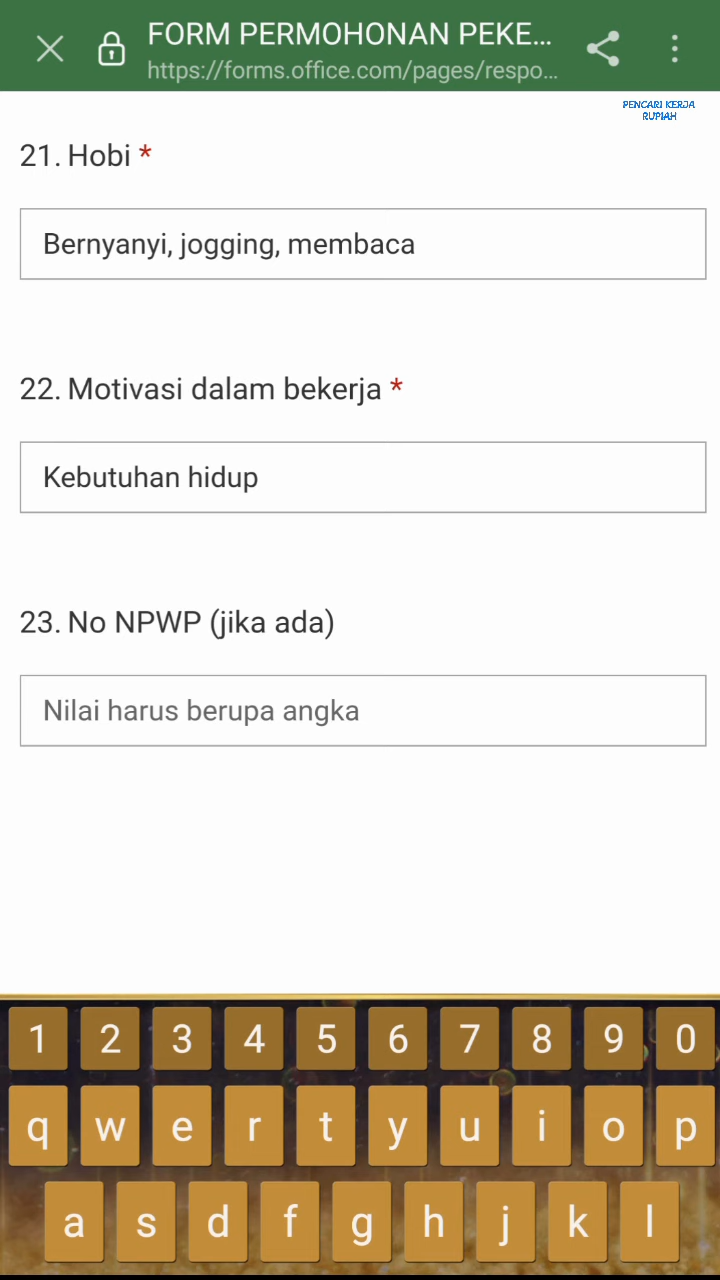 FORM PERMOHONAN PEKE...
https://forms.office.com/pages/respo...
PENCARI KERJA
RUPIAH
21. Hobi *
Bernyanyi, jogging, membaca
22. Motivasi dalam bekerja *
Kebutuhan hidup
23. No NPWP (jika ada)
Nilai harus berupa angka
1 2 3 4 5 6 7 8 9 0
q w e r t y u i o p
a s d f g h j k l